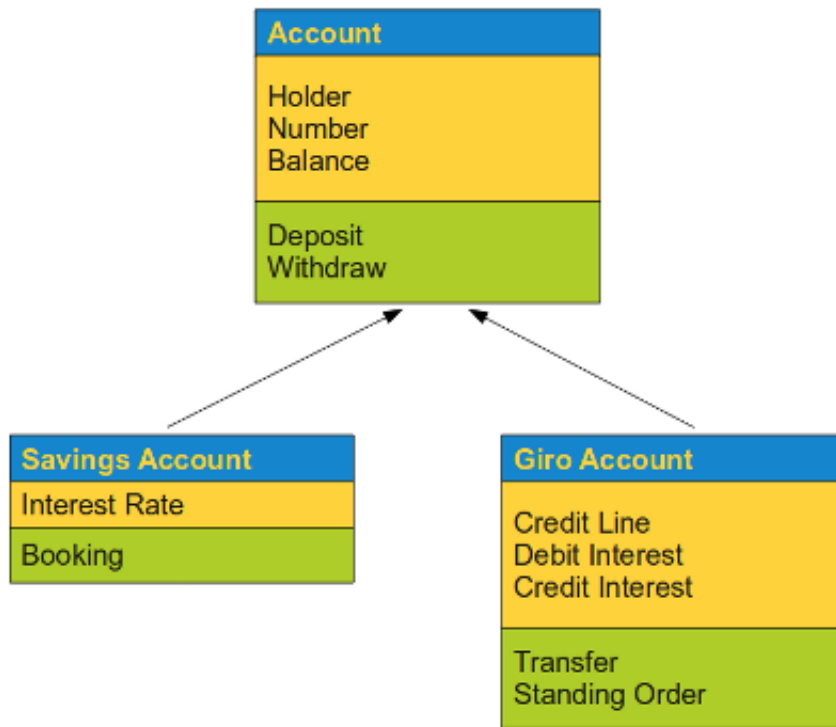 Account
Holder
Number
Balance
Deposit
Withdraw
Savings Account
Interest Rate
Booking
Giro Account
Credit Line
Debit Interest
Credit Interest
Transfer
Standing Order